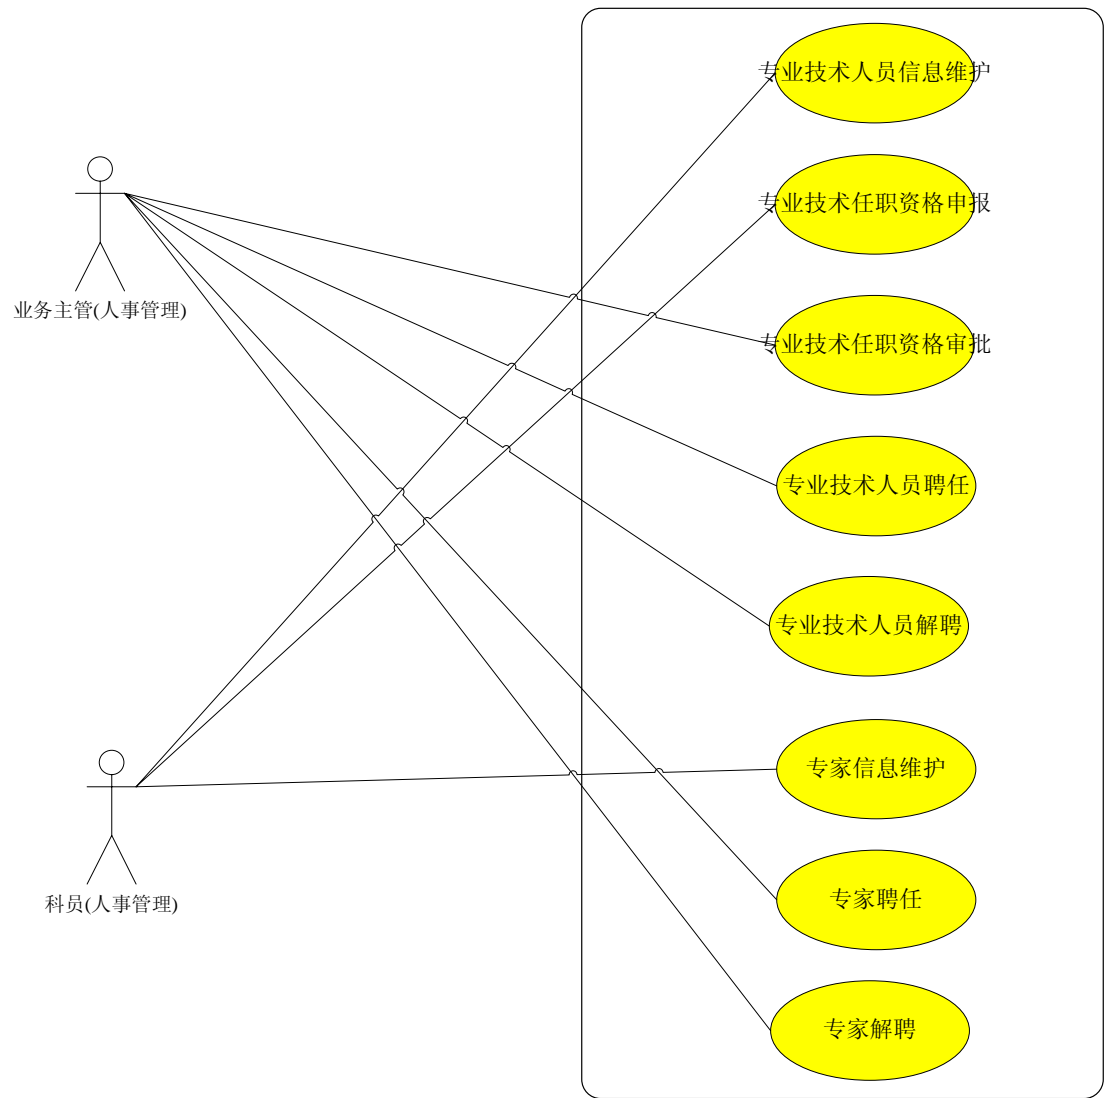 专业技术人员信息维护
专业技术任职资格申报
业务主管(人事管理)
专业技术任职资格审批
专业技术人员聘任
专业技术人员解聘
专家信息维护
专家聘任
科员(人事管理)
专家解聘